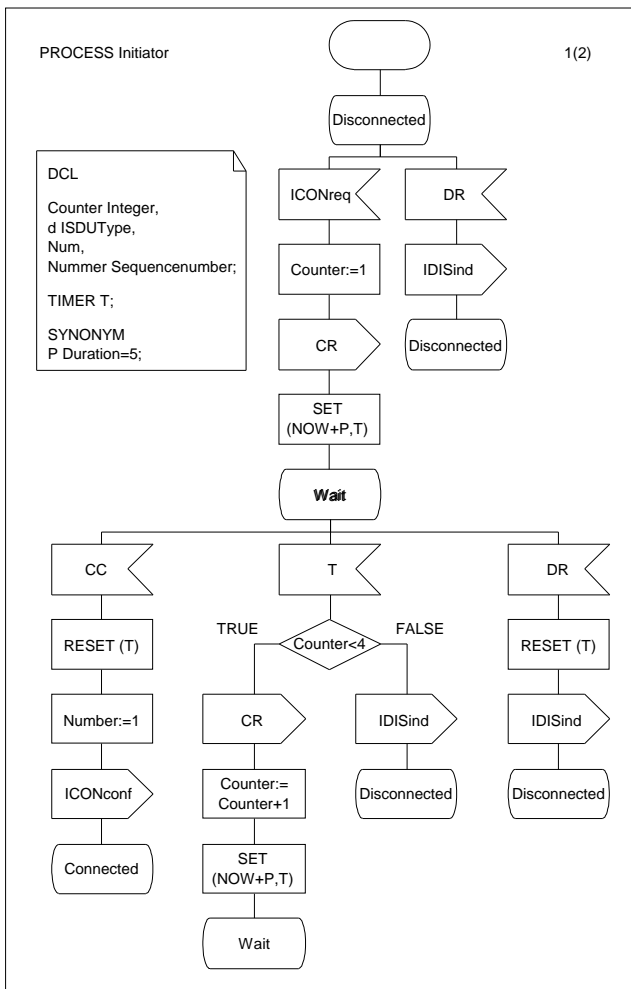 PROCESS Initiator
1(2)
Disconnected
DCL
Counter Integer,
d ISDUType,
Num,
Nummer Sequencenumber;
TIMER T;
SYNONYM
P Duration=5;
ICONreq
DR
Counter:=1
IDISind
CR
Disconnected
SET
(NOW+P,T)
Wait
CC
T
DR
RESET (T)
TRUE
Counter<4
FALSE
RESET (T)
Number:=1
CR
IDISind
IDISind
ICONconf
Counter:=
Counter+1
Disconnected
Disconnected
Connected
SET
(NOW+P,T)
Wait